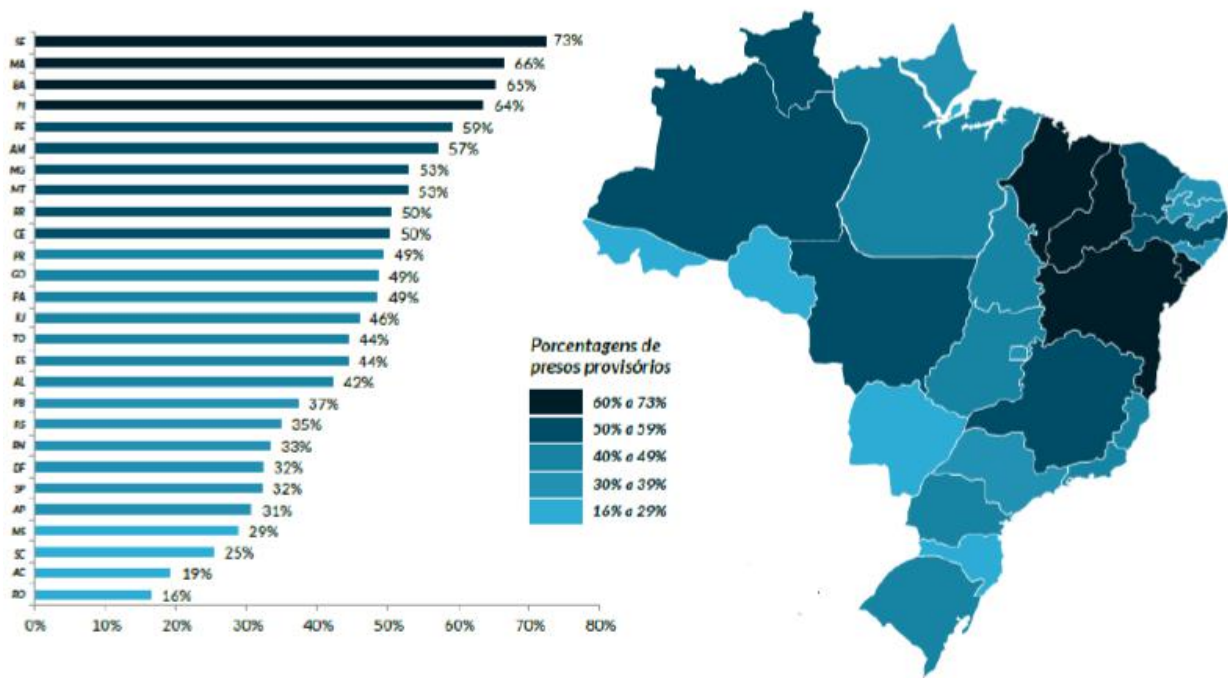 SE 73%
MA 66%
BA 65%
PI 64%
PE 59%
AM 57%
MG 53%
MT 53%
RR 50%
CE 50%
PR 49%
GO 49%
PA 49%
RJ 46%
TO 44%
ES 44%
AL 42%
PB 37%
RS 35%
RN 33%
DF 32%
SP 32%
AP 31%
MS 29%
SC 25%
AC 19%
RO 16%
0% 10% 20% 30% 40% 50% 60% 70% 80%
Porcentagens de
presos provisórios
60% a 73%
50% a 59%
40% a 49%
30% a 39%
16% a 29%